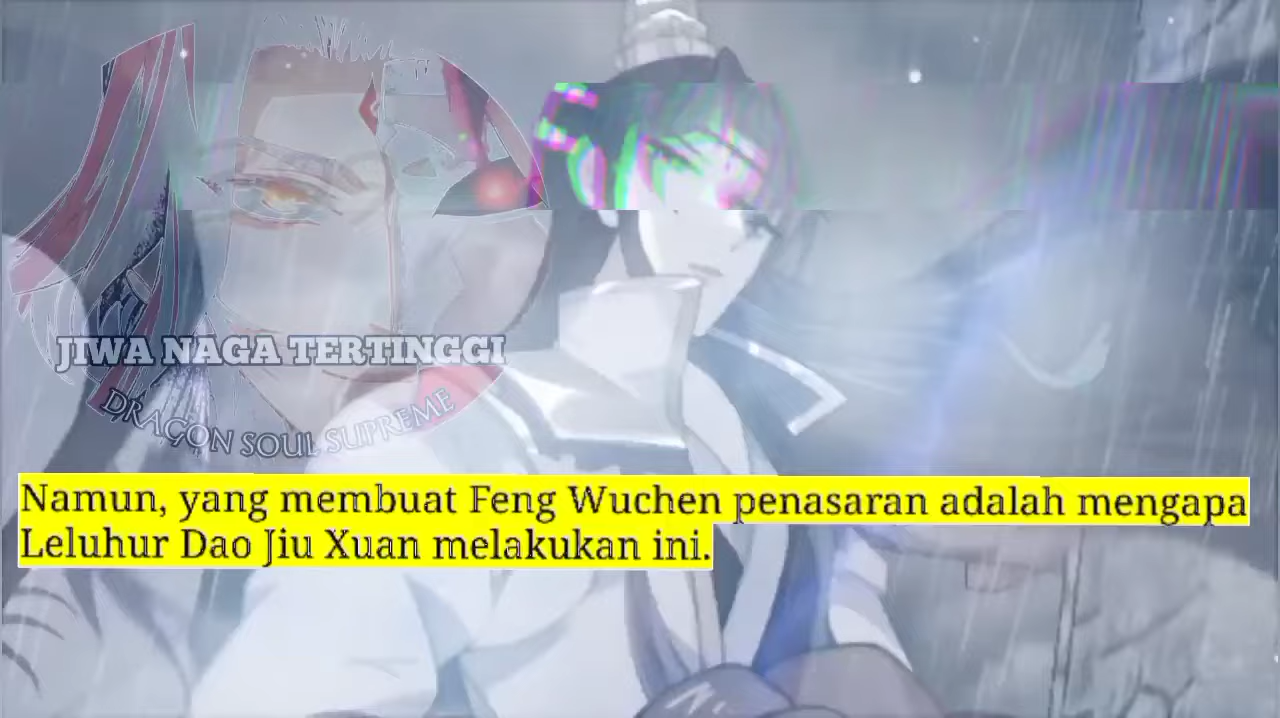 JIWA NAGA TERTINGGI
DRAGON SOUL SUPREME
Namun, yang membuat Feng Wuchen penasaran adalah mengapa
Leluhur Dao Jiu Xuan melakukan ini.